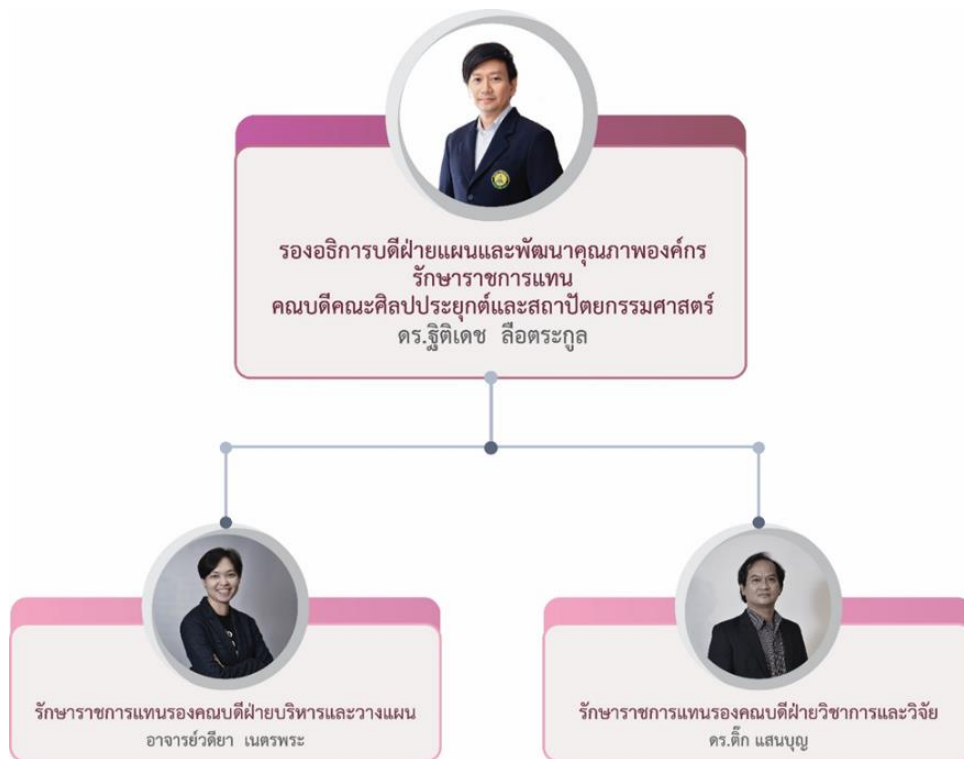 รองอธิการบดีฝ่ายแผนและพัฒนาคุณภาพองค์กร
รักษาราชการแทน
คณบดีคณะศิลปประยุกต์และสถาปัตยกรรมศาสตร์
ดร.ฐิติเดช ลือตระกูล
รักษาราชการแทนรองคณบดีฝ่ายบริหารและวางแผน
อาจารย์วดียา เนตรพระ
รักษาราชการแทนรองคณบดีฝ่ายวิชาการและวิจัย
ดร.ติ๊ก แสนบุญ